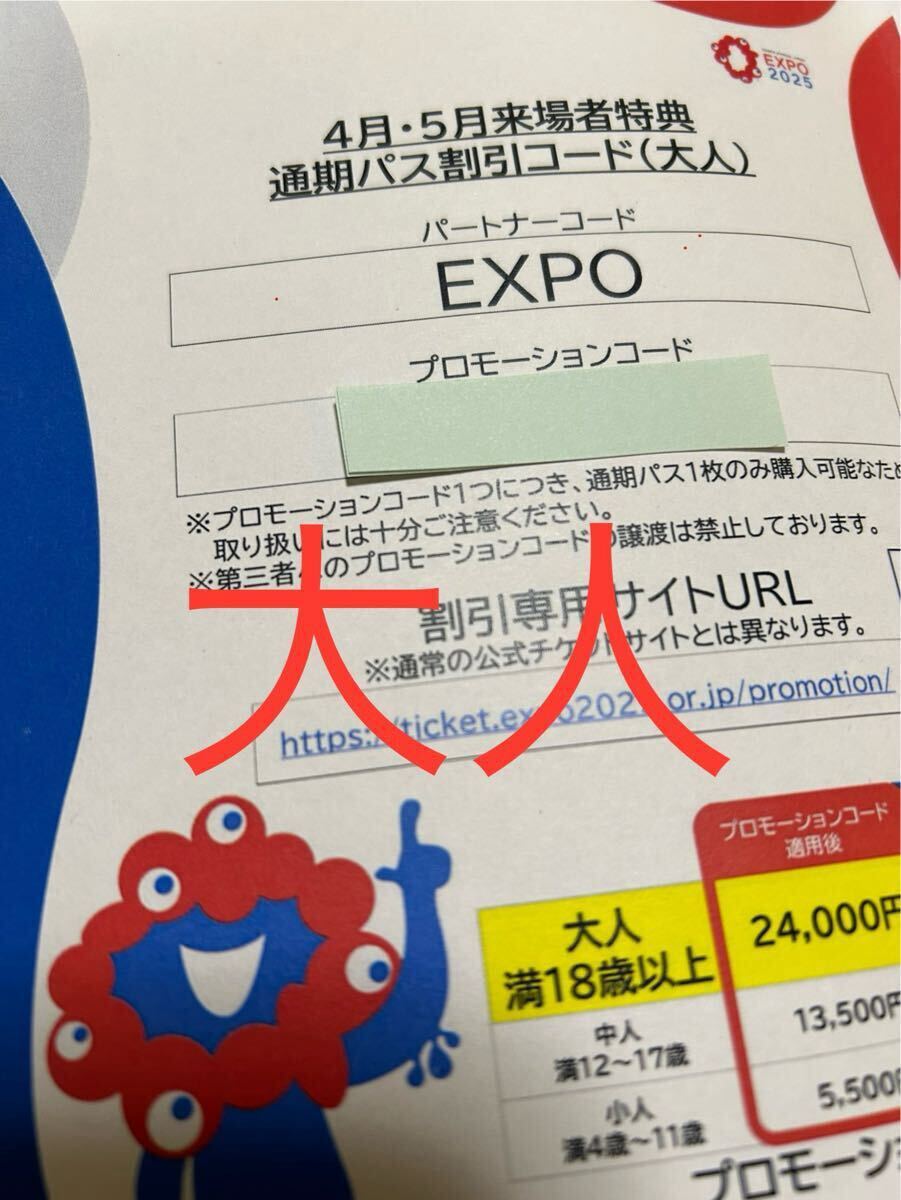 EXPO
2025
4月・5月来場者特典
通期パス割引コード(大人)
パートナーコード
EXPO
プロモーションコード
※プロモーションコード1つにつき、通期パス1枚のみ購入可能なため
取り扱いには十分ご注意ください。
※第三者へのプロモーションコードの譲渡は禁止しております。
大人
割引専用サイトURL
※通常の公式チケットサイトとは異なります。
https://ticket.expo2025.or.jp/promotion/
プロモーションコード
適用後
大人
満18歳以上
24,000円
中人
満12~17歳
13,500円
小人
満4歳~11歳
5,500円
プロモーシ